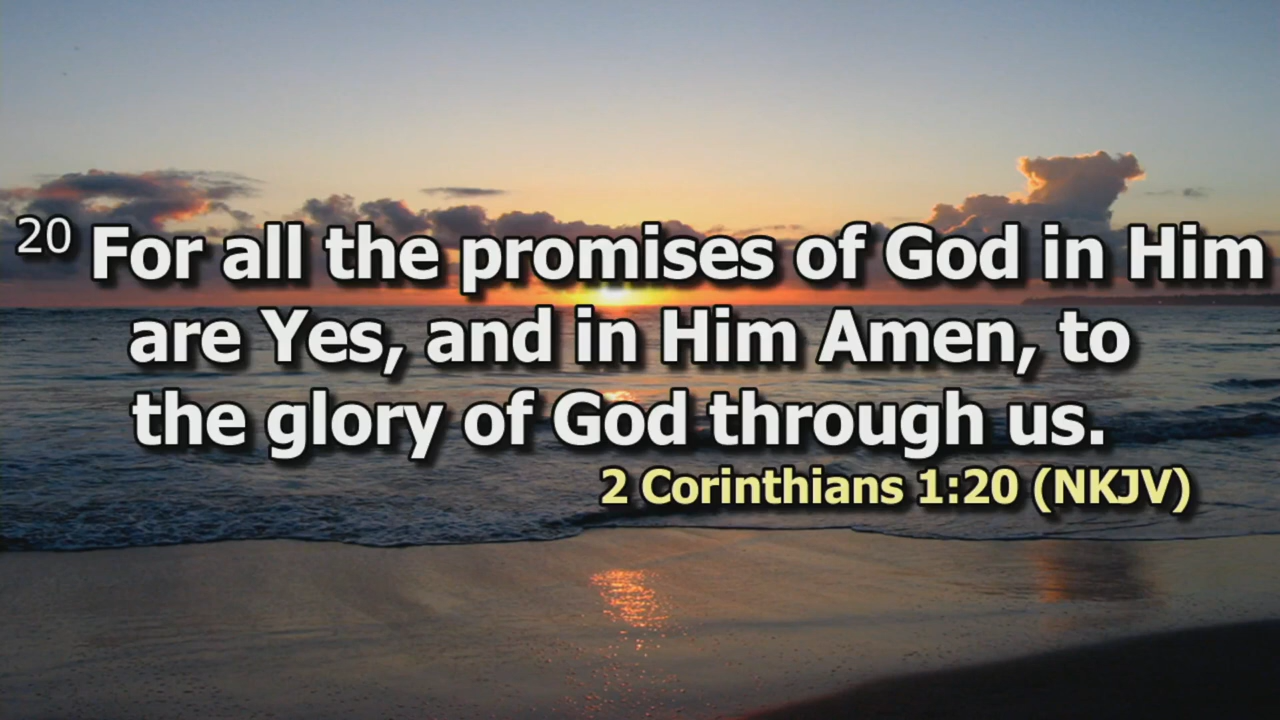 20 For all the promises of God in Him
are Yes, and in Him Amen, to
the glory of God through us.
2 Corinthians 1:20 (NKJV)